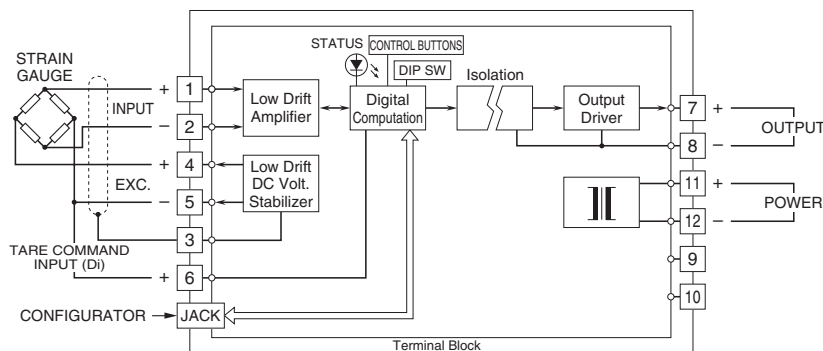 STATUS
CONTROL BUTTONS
DIP SW
STRAIN
GAUGE
Isolation
+ 1
INPUT
− 2
Low Drift
Amplifier
Digital
Computation
Output
Driver
7 +
OUTPUT
8 −
+ 4
EXC.
− 5
Low Drift
DC Volt.
Stabilizer
11 +
POWER
12 −
3
TARE COMMAND
INPUT (Di)
+ 6
9
10
CONFIGURATOR
JACK
Terminal Block